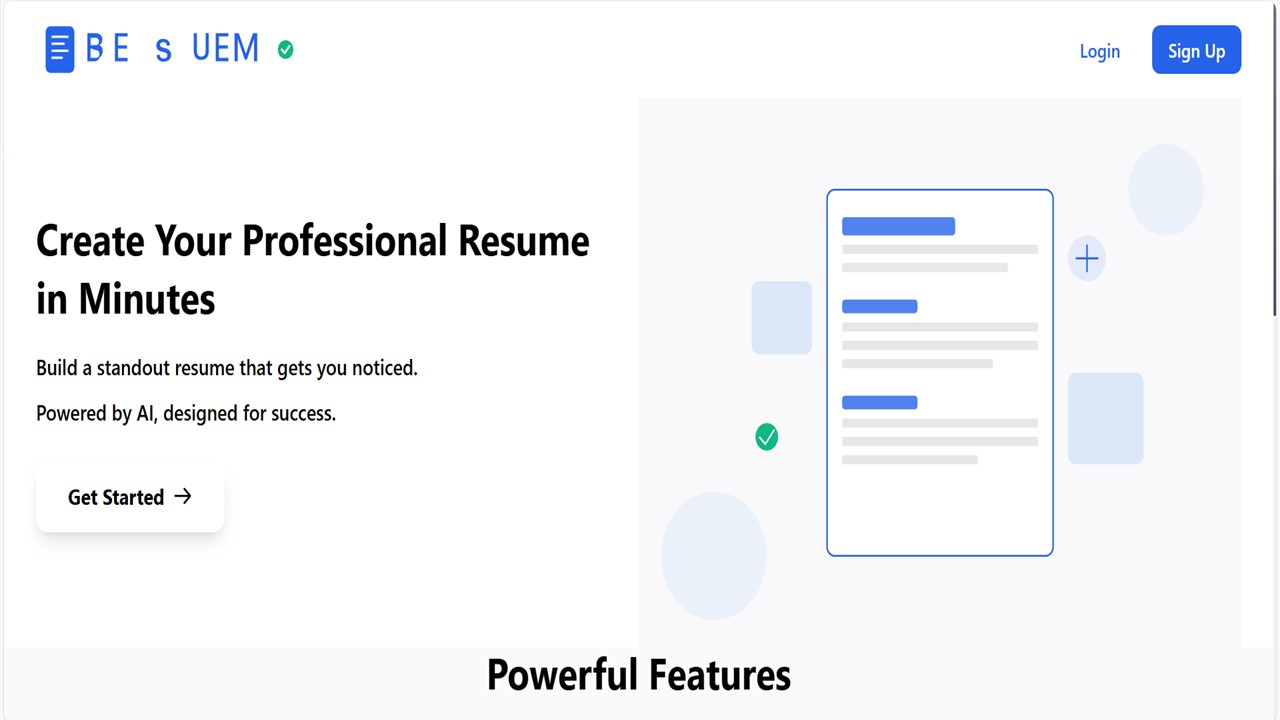 B E s UEM
Login
Sign Up
Create Your Professional Resume
in Minutes
Build a standout resume that gets you noticed.
Powered by AI, designed for success.
Get Started →
Powerful Features